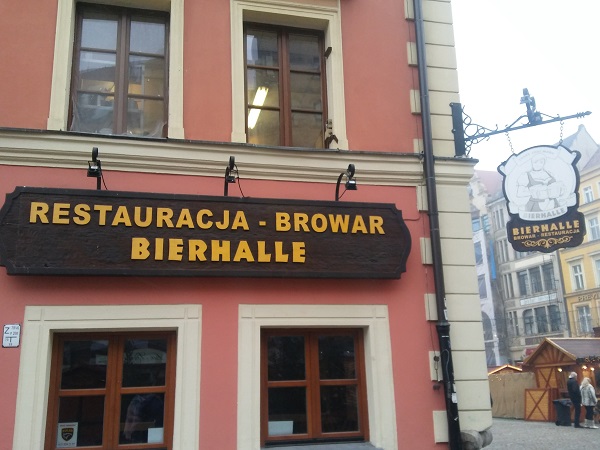 RESTAURACJA - BROWAR
BIERHALLE
BIERHALLE
BIERHALLE
BROWAR - RESTAURACJA
Z